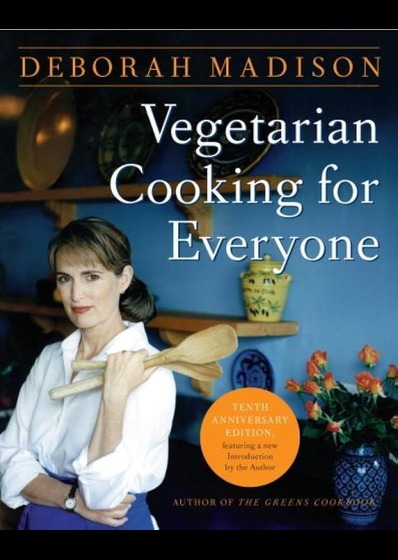 DEBORAH MADISON
Vegetarian
Cooking for
Everyone
TENTH
ANNIVERSARY
EDITION,
featuring a new
Introduction
by the Author
AUTHOR OF THE GREENS COOKBOOK